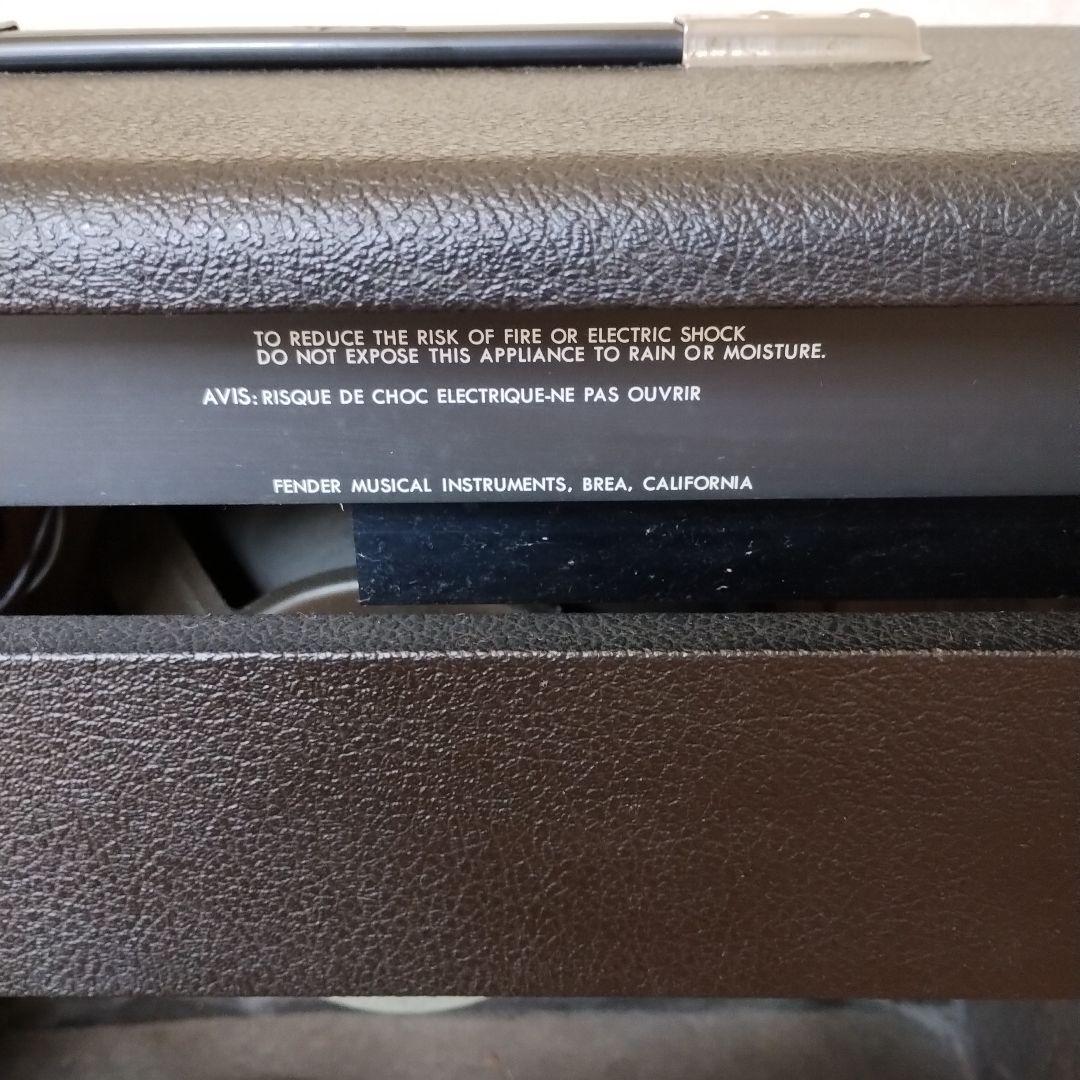 TO REDUCE THE RISK OF FIRE OR ELECTRIC SHOCK
DO NOT EXPOSE THIS APPLIANCE TO RAIN OR MOISTURE.
AVIS: RISQUE DE CHOC ELECTRIQUE-NE PAS OUVRIR
FENDER MUSICAL INSTRUMENTS, BREA, CALIFORNIA